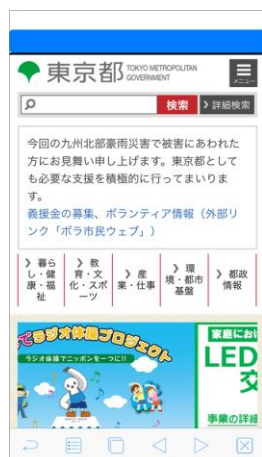 東京都 TOKYO METROPOLITAN
GOVERNMENT
メニュー
検索 》詳細検索
今回の九州北部豪雨災害で被害にあわれた
方にお見舞い申し上げます。東京都として
も必要な支援を積極的に行ってまいりま
す。
義援金の募集、ボランティア情報（外部リ
ンク「ボラ市民ウェブ」）
》暮ら
し・健
康・福
祉
》教
育・文
化・スポ
ーツ
》産
業・仕事
》環
境・都市
基盤
》都政
情報
てラジオ体操プロジェクト
ラジオ体操でニッポンを一つに!!
家庭におけ
LED
交
事業の詳細